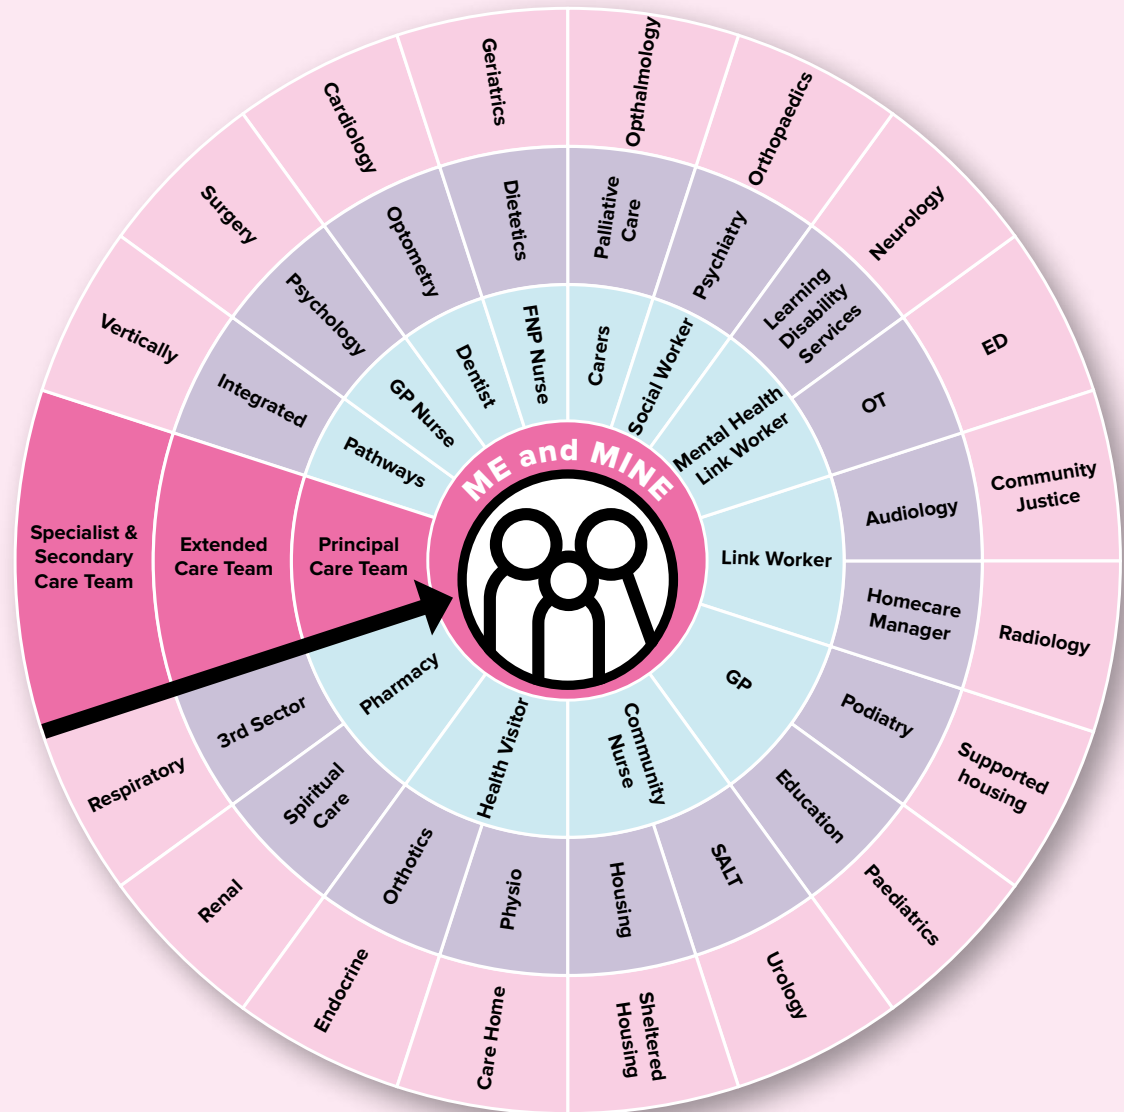 ME and MINE
Principal
Care Team
Pathways
GP Nurse
Dentist
FNP Nurse
Carers
Social Worker
Mental Health
Link Worker
Link Worker
GP
Community
Nurse
Health Visitor
Pharmacy
Extended
Care Team
Integrated
Psychology
Optometry
Dietetics
Palliative
Care
Psychiatry
Learning
Disability
Services
OT
Audiology
Homecare
Manager
Podiatry
Education
SALT
Housing
Physio
Orthotics
Spiritual
Care
3rd Sector
Specialist &
Secondary
Care Team
Vertically
Surgery
Cardiology
Geriatrics
Opthalmology
Orthopaedics
Neurology
ED
Community
Justice
Radiology
Supported
housing
Paediatrics
Urology
Sheltered
Housing
Care Home
Endocrine
Renal
Respiratory